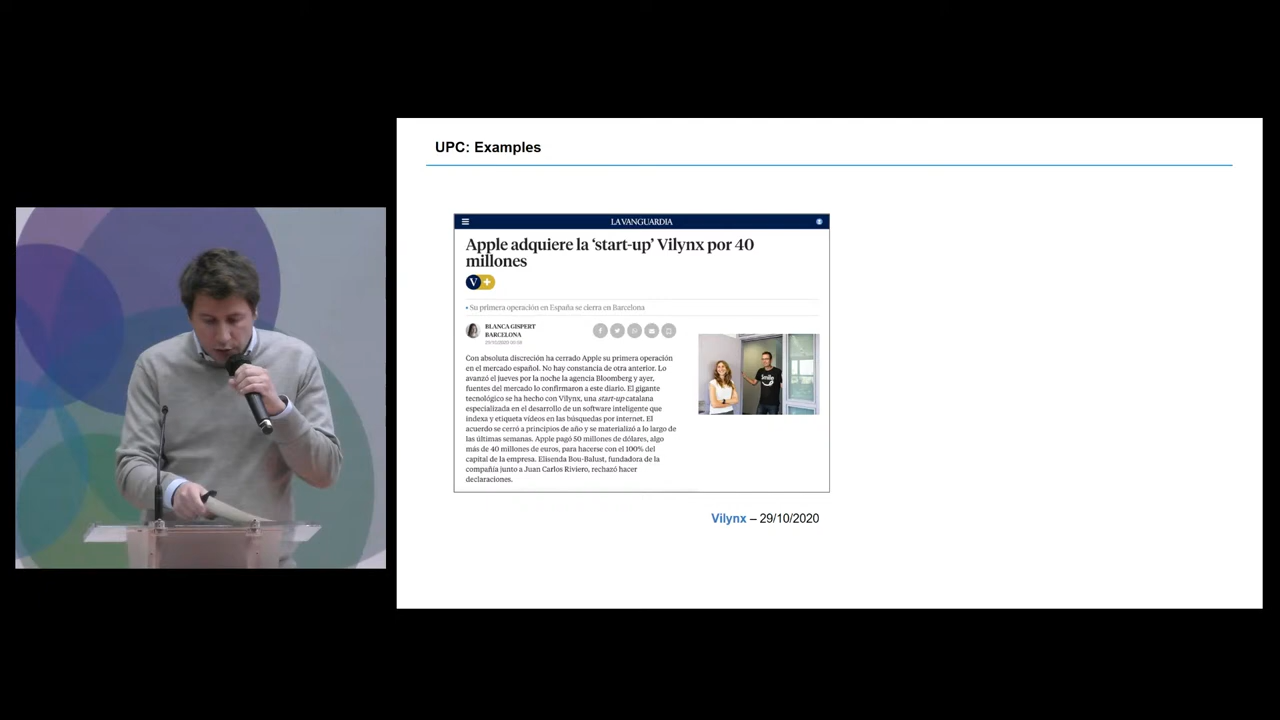 UPC: Examples
LA VANGUARDIA
Apple adquiere la ‘start-up’ Vilynx por 40
millones
V +
• Su primera operación en España se cierra en Barcelona
BLANCA GISPERT
BARCELONA
Con absoluta discreción ha cerrado Apple su primera operación
en el mercado español. No hay constancia de otra anterior. Lo
avanzó el jueves por la noche la agencia Bloomberg y ayer,
fuentes del mercado lo confirmaron a este diario. El gigante
tecnológico se ha hecho con Vilynx, una start-up catalana
especializada en el desarrollo de un software inteligente que
indexa y etiqueta vídeos en las búsquedas por internet. El
acuerdo se cerró a principios de año y se materializó a lo largo de
las últimas semanas. Apple pagó 50 millones de dólares, algo
más de 40 millones de euros, para hacerse con el 100% del
capital de la empresa. Elisenda Bou-Balust, fundadora de la
compañía junto a Juan Carlos Riviero, rechazó hacer
declaraciones.
Vilynx – 29/10/2020